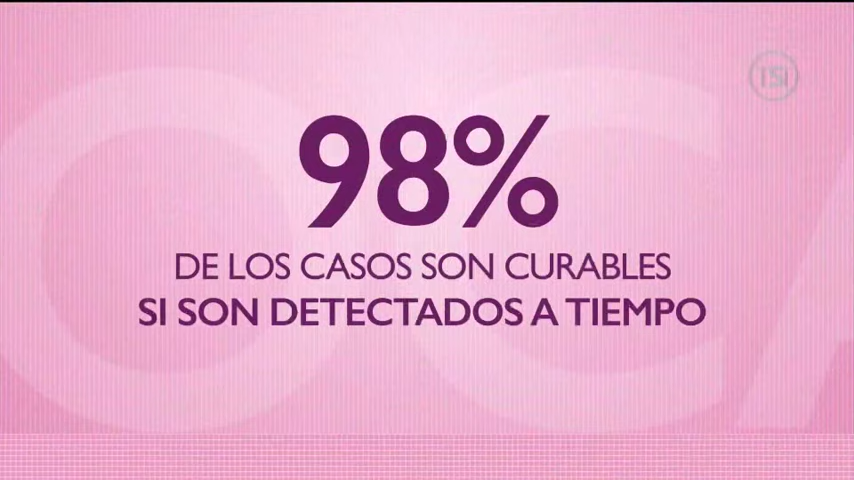 98%
DE LOS CASOS SON CURABLES
SI SON DETECTADOS A TIEMPO